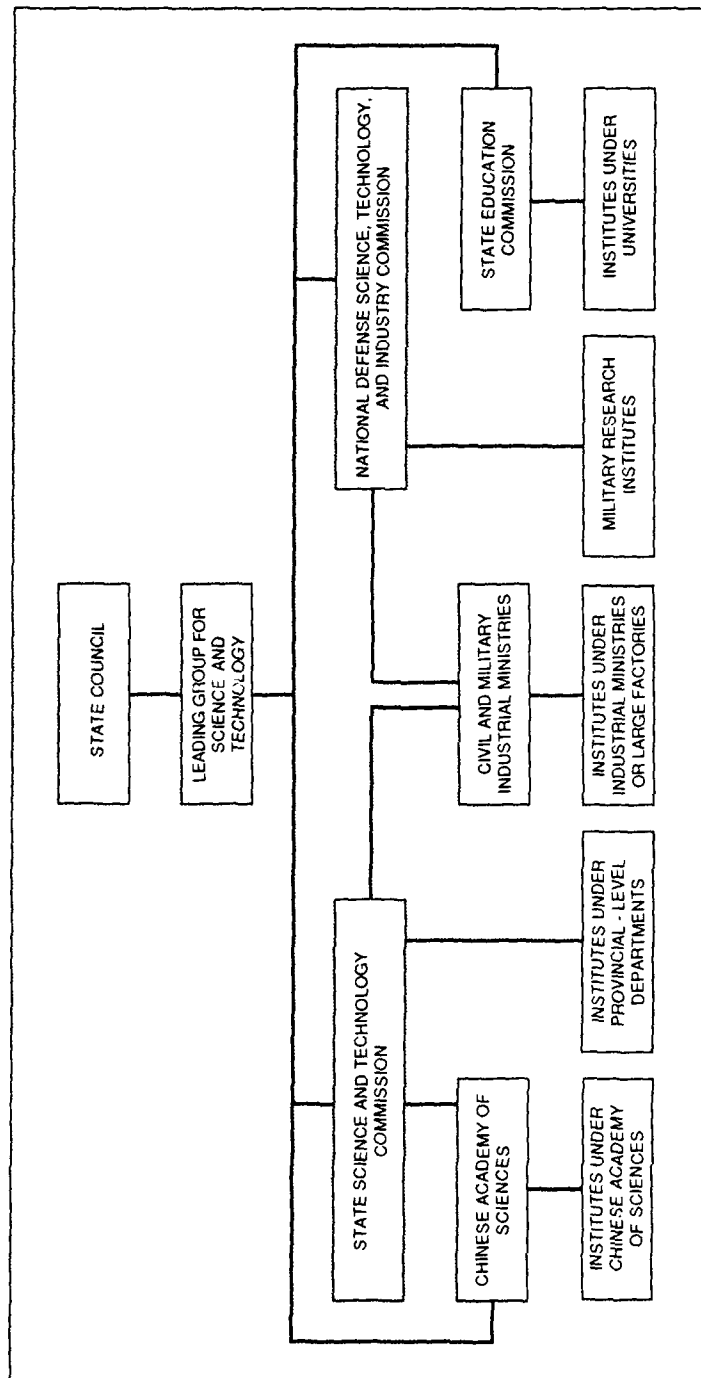 STATE COUNCIL
LEADING GROUP FOR
SCIENCE AND
TECHNOLOGY
STATE SCIENCE AND TECHNOLOGY
COMMISSION
NATIONAL DEFENSE SCIENCE, TECHNOLOGY,
AND INDUSTRY COMMISSION
CHINESE ACADEMY OF
SCIENCES
CIVIL AND MILITARY
INDUSTRIAL MINISTRIES
STATE EDUCATION
COMMISSION
INSTITUTES UNDER
CHINESE ACADEMY
OF SCIENCES
INSTITUTES UNDER
PROVINCIAL - LEVEL
DEPARTMENTS
INSTITUTES UNDER
INDUSTRIAL MINISTRIES
OR LARGE FACTORIES
MILITARY RESEARCH
INSTITUTES
INSTITUTES UNDER
UNIVERSITIES